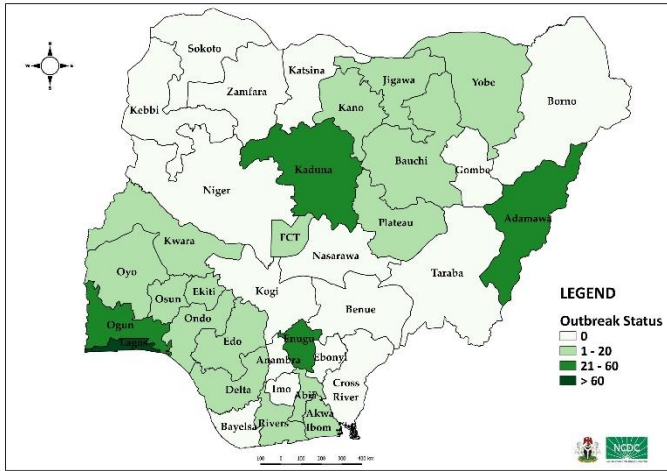 Sokoto
Katsina
Jigawa
Yobe
Zamfara
Kebbi
Kano
Borno
Bauchi
Gombe
Kaduna
Niger
Adamawa
Plateau
FCT
Kwara
Nasarawa
Taraba
Oyo
Kogi
Ekiti
Osun
Benue
Ondo
Ogun
Lagos
Edo
Enugu
Anambra
Ebonyi
Cross
River
Imo
Abia
Delta
Akwa
Ibom
Rivers
Bayelsa
LEGEND
Outbreak Status
0
1 - 20
21 - 60
> 60
NCDC